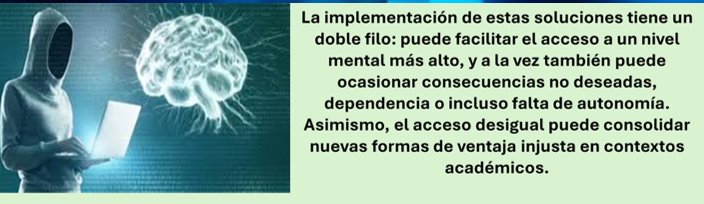 La implementación de estas soluciones tiene un
doble filo: puede facilitar el acceso a un nivel
mental más alto, y a la vez también puede
ocasionar consecuencias no deseadas,
dependencia o incluso falta de autonomía.
Asimismo, el acceso desigual puede consolidar
nuevas formas de ventaja injusta en contextos
académicos.